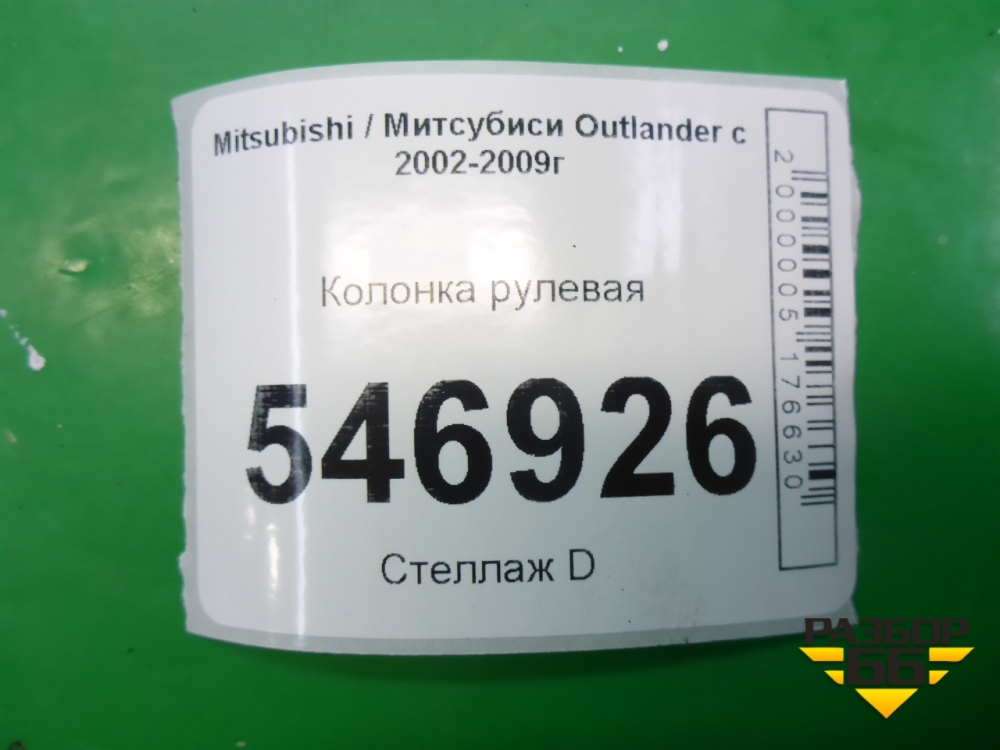 Mitsubishi / Митсубиси Outlander с
2002-2009г
Колонка рулевая
546926
Стеллаж D
2000005176630
РАЗБОР
66